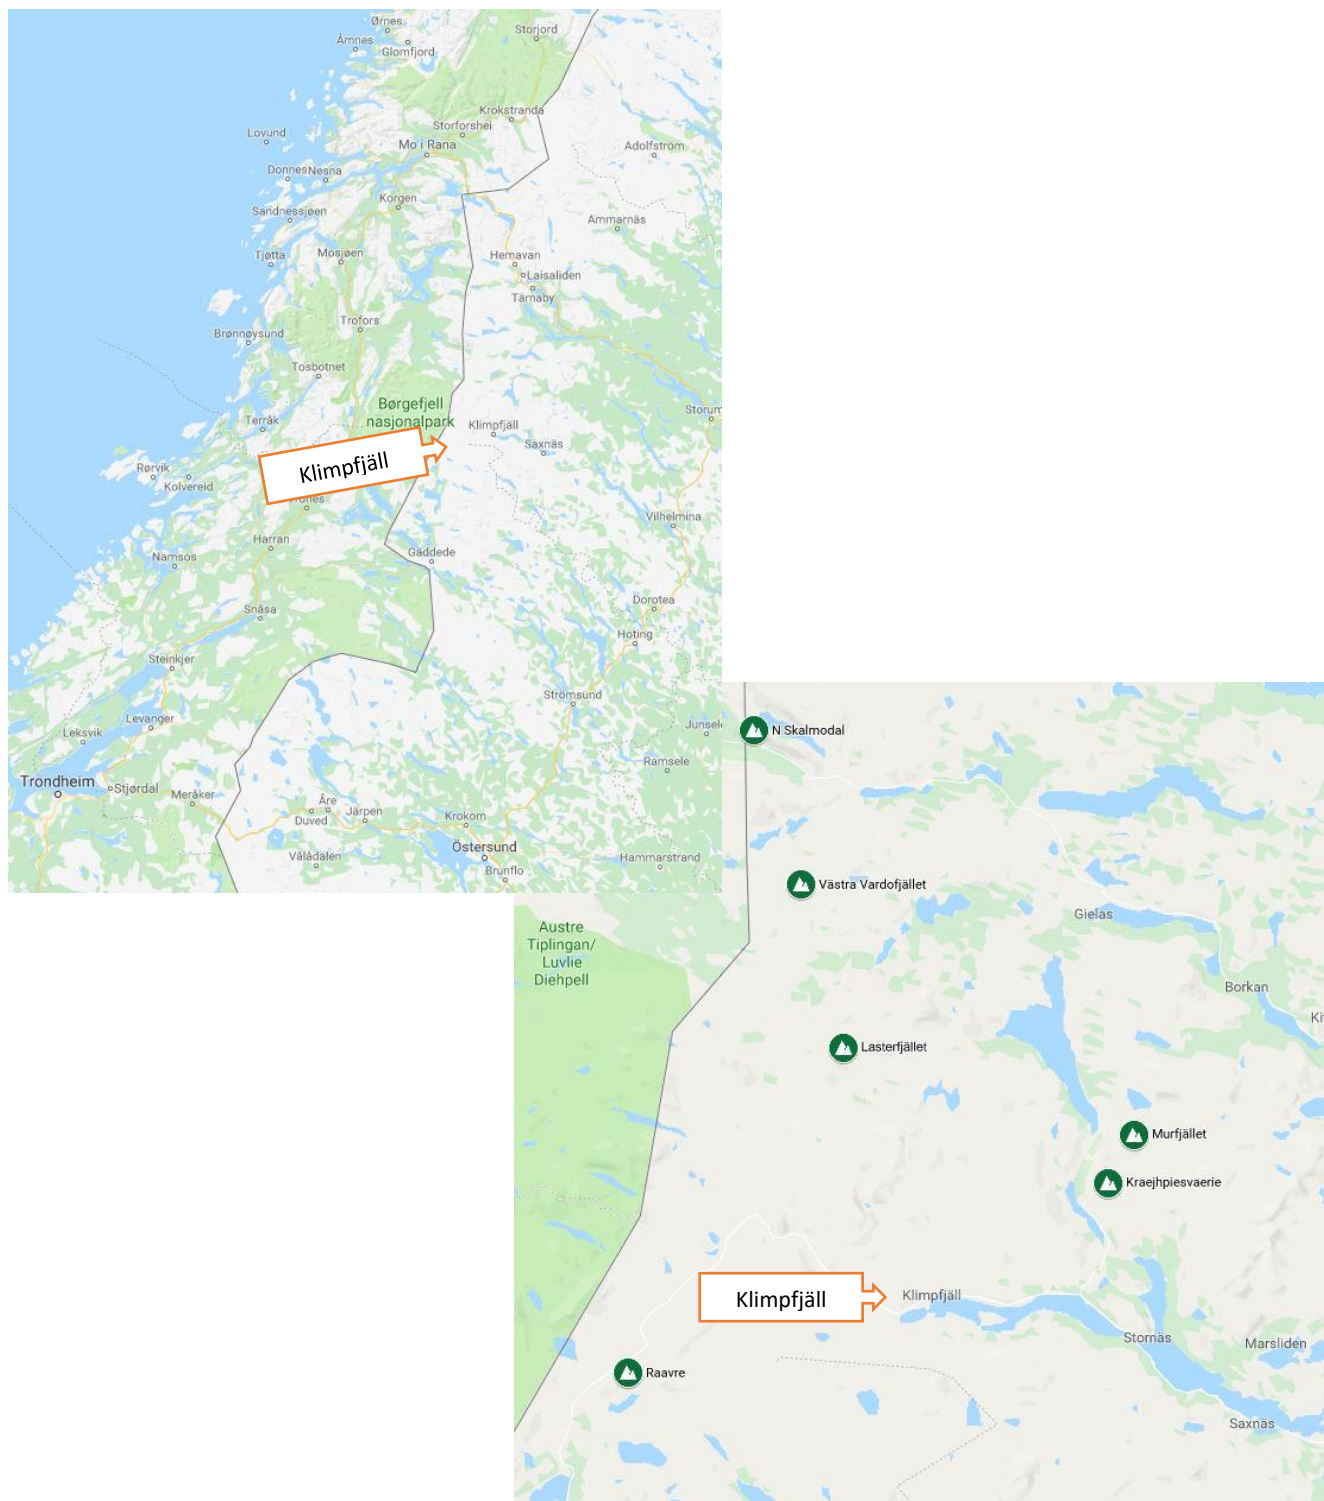 Ørnes
Storjord
Åmnes
Glomfjord
Krokstranda
Storforshei
Lovund
Mo i Rana
Adolfström
Donnes
Nesna
Korgen
Sandnessjøen
Ammarnäs
Tjøtta
Mosjøen
Hemavan
Laisaliden
Tärnaby
Trofors
Brønnøysund
Tosbotnet
Børgefjell
nasjonalpark
Storum
Terråk
Klimpfjäll
Saxnäs
Klimpfjäll
Rørvik
Kolvereid
Vilhelmina
Harran
Namsos
Gäddede
Dorotea
Snåsa
Hoting
Steinkjer
Strömsund
Levanger
Leksvik
Junsele
Ramsele
Trondheim
Stjørdal
Meråker
Åre
Järpen
Duved
Krokom
Östersund
Vålådalen
Brunflo
Hammarstrand
N Skalmodal
Västra Vardofjället
Gielas
Austre
Tiplingan/
Luvlie
Diehpell
Borkan
Lasterfjället
Murfjället
Kraejhpiesvaerie
Klimpfjäll
Klimpfjäll
Stornäs
Marsliden
Raavre
Saxnäs